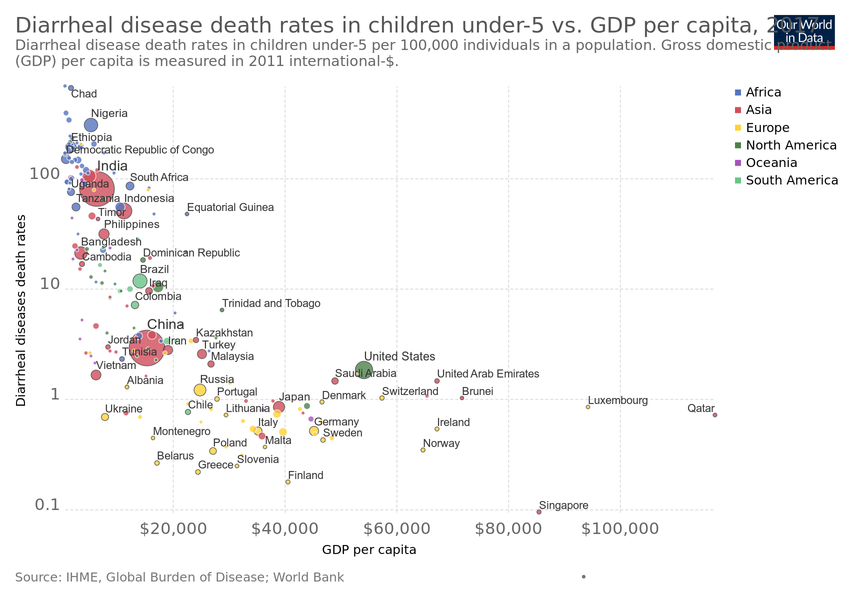 Diarrheal disease death rates in children under-5 vs. GDP per capita, 2017
Our World
in Data
Diarrheal disease death rates in children under-5 per 100,000 individuals in a population. Gross domestic product
(GDP) per capita is measured in 2011 international-$.
Africa
Asia
Europe
North America
Oceania
South America
Chad
Nigeria
Ethiopia
Democratic Republic of Congo
India
100
Uganda
South Africa
Tanzania
Indonesia
Timor
Equatorial Guinea
Philippines
Bangladesh
Cambodia
Dominican Republic
Brazil
Iraq
10
Colombia
Trinidad and Tobago
China
Kazakhstan
Jordan
Iran
Turkey
Tunisia
Malaysia
United States
Vietnam
Saudi Arabia
United Arab Emirates
Albania
Russia
Portugal
Switzerland
Brunei
1
Japan
Denmark
Luxembourg
Ukraine
Chile
Lithuania
Qatar
Italy
Germany
Ireland
Montenegro
Sweden
Poland
Malta
Norway
Belarus
Greece
Slovenia
Finland
Singapore
0.1
Diarrheal diseases death rates
$20,000
$40,000
$60,000
$80,000
$100,000
GDP per capita
Source: IHME, Global Burden of Disease; World Bank